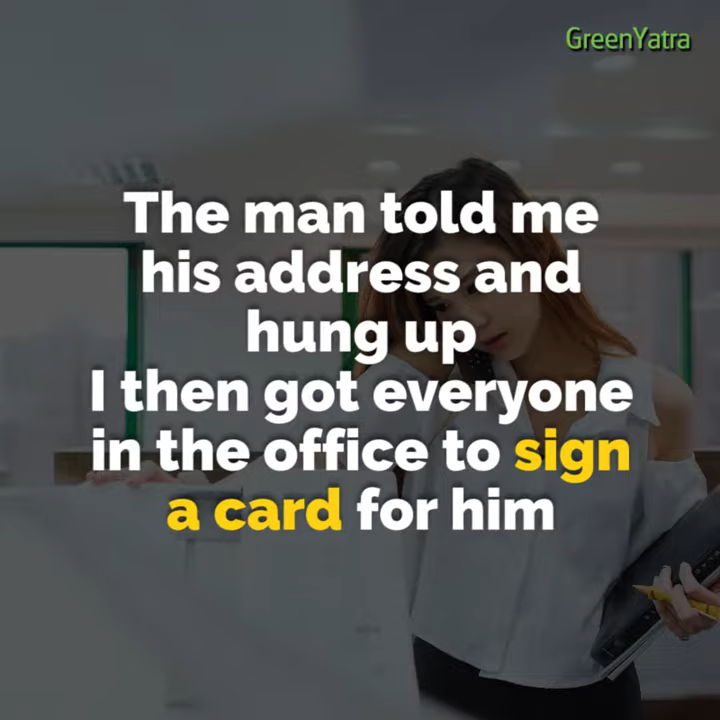 GreenYatra
The man told me
his address and
hung up
I then got everyone
in the office to sign
a card for him